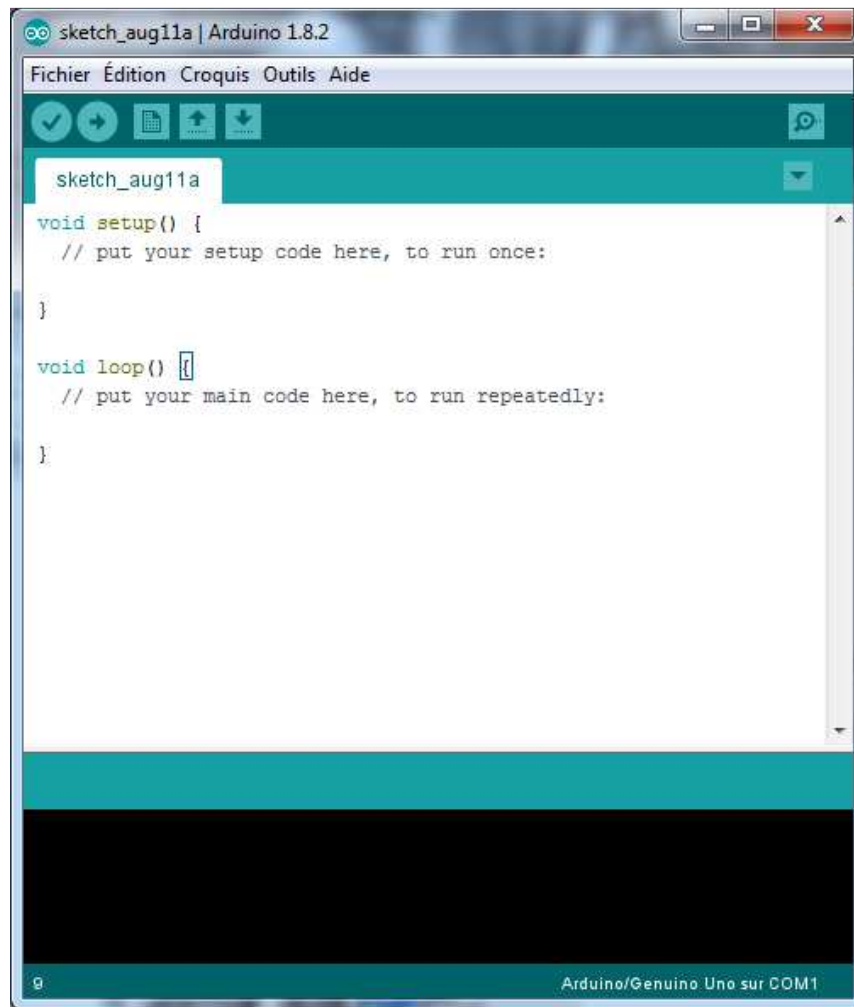 sketch_aug11a | Arduino 1.8.2
Fichier Édition Croquis Outils Aide
sketch_aug11a
void setup() {
// put your setup code here, to run once:
}
void loop() {
// put your main code here, to run repeatedly:
}
9
Arduino/Genuino Uno sur COM1